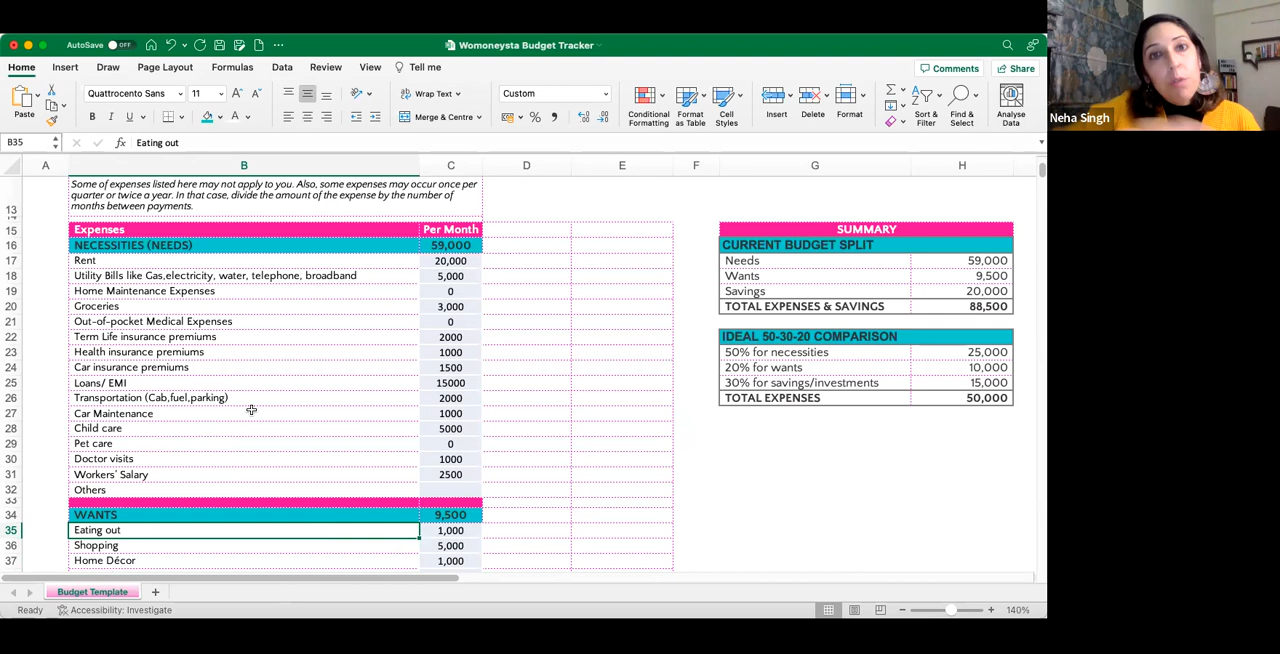 AutoSave OFF
Womoneysta Budget Tracker
Home Insert Draw Page Layout Formulas Data Review View Tell me
Comments Share
Paste
Quattrocento Sans 11
B I U
Wrap Text
Merge & Centre
Custom
Conditional Formatting
Format as Table
Cell Styles
Insert
Delete
Format
Sort & Filter
Find & Select
Analyse Data
Neha Singh
B35 fx Eating out
A B C D E F G H
Some of expenses listed here may not apply to you. Also, some expenses may occur once per
quarter or twice a year. In that case, divide the amount of the expense by the number of
13 months between payments.
15 Expenses Per Month SUMMARY
16 NECESSITIES (NEEDS) 59,000 CURRENT BUDGET SPLIT
17 Rent 20,000 Needs 59,000
18 Utility Bills like Gas,electricity, water, telephone, broadband 5,000 Wants 9,500
19 Home Maintenance Expenses 0 Savings 20,000
20 Groceries 3,000 TOTAL EXPENSES & SAVINGS 88,500
21 Out-of-pocket Medical Expenses 0
22 Term Life insurance premiums 2000 IDEAL 50-30-20 COMPARISON
23 Health insurance premiums 1000 50% for necessities 25,000
24 Car insurance premiums 1500 20% for wants 10,000
25 Loans/ EMI 15000 30% for savings/investments 15,000
26 Transportation (Cab,fuel,parking) 2000 TOTAL EXPENSES 50,000
27 Car Maintenance 1000
28 Child care 5000
29 Pet care 0
30 Doctor visits 1000
31 Workers' Salary 2500
32 Others
33
34 WANTS 9,500
35 Eating out 1,000
36 Shopping 5,000
37 Home Décor 1,000
Budget Template
Ready Accessibility: Investigate 140%